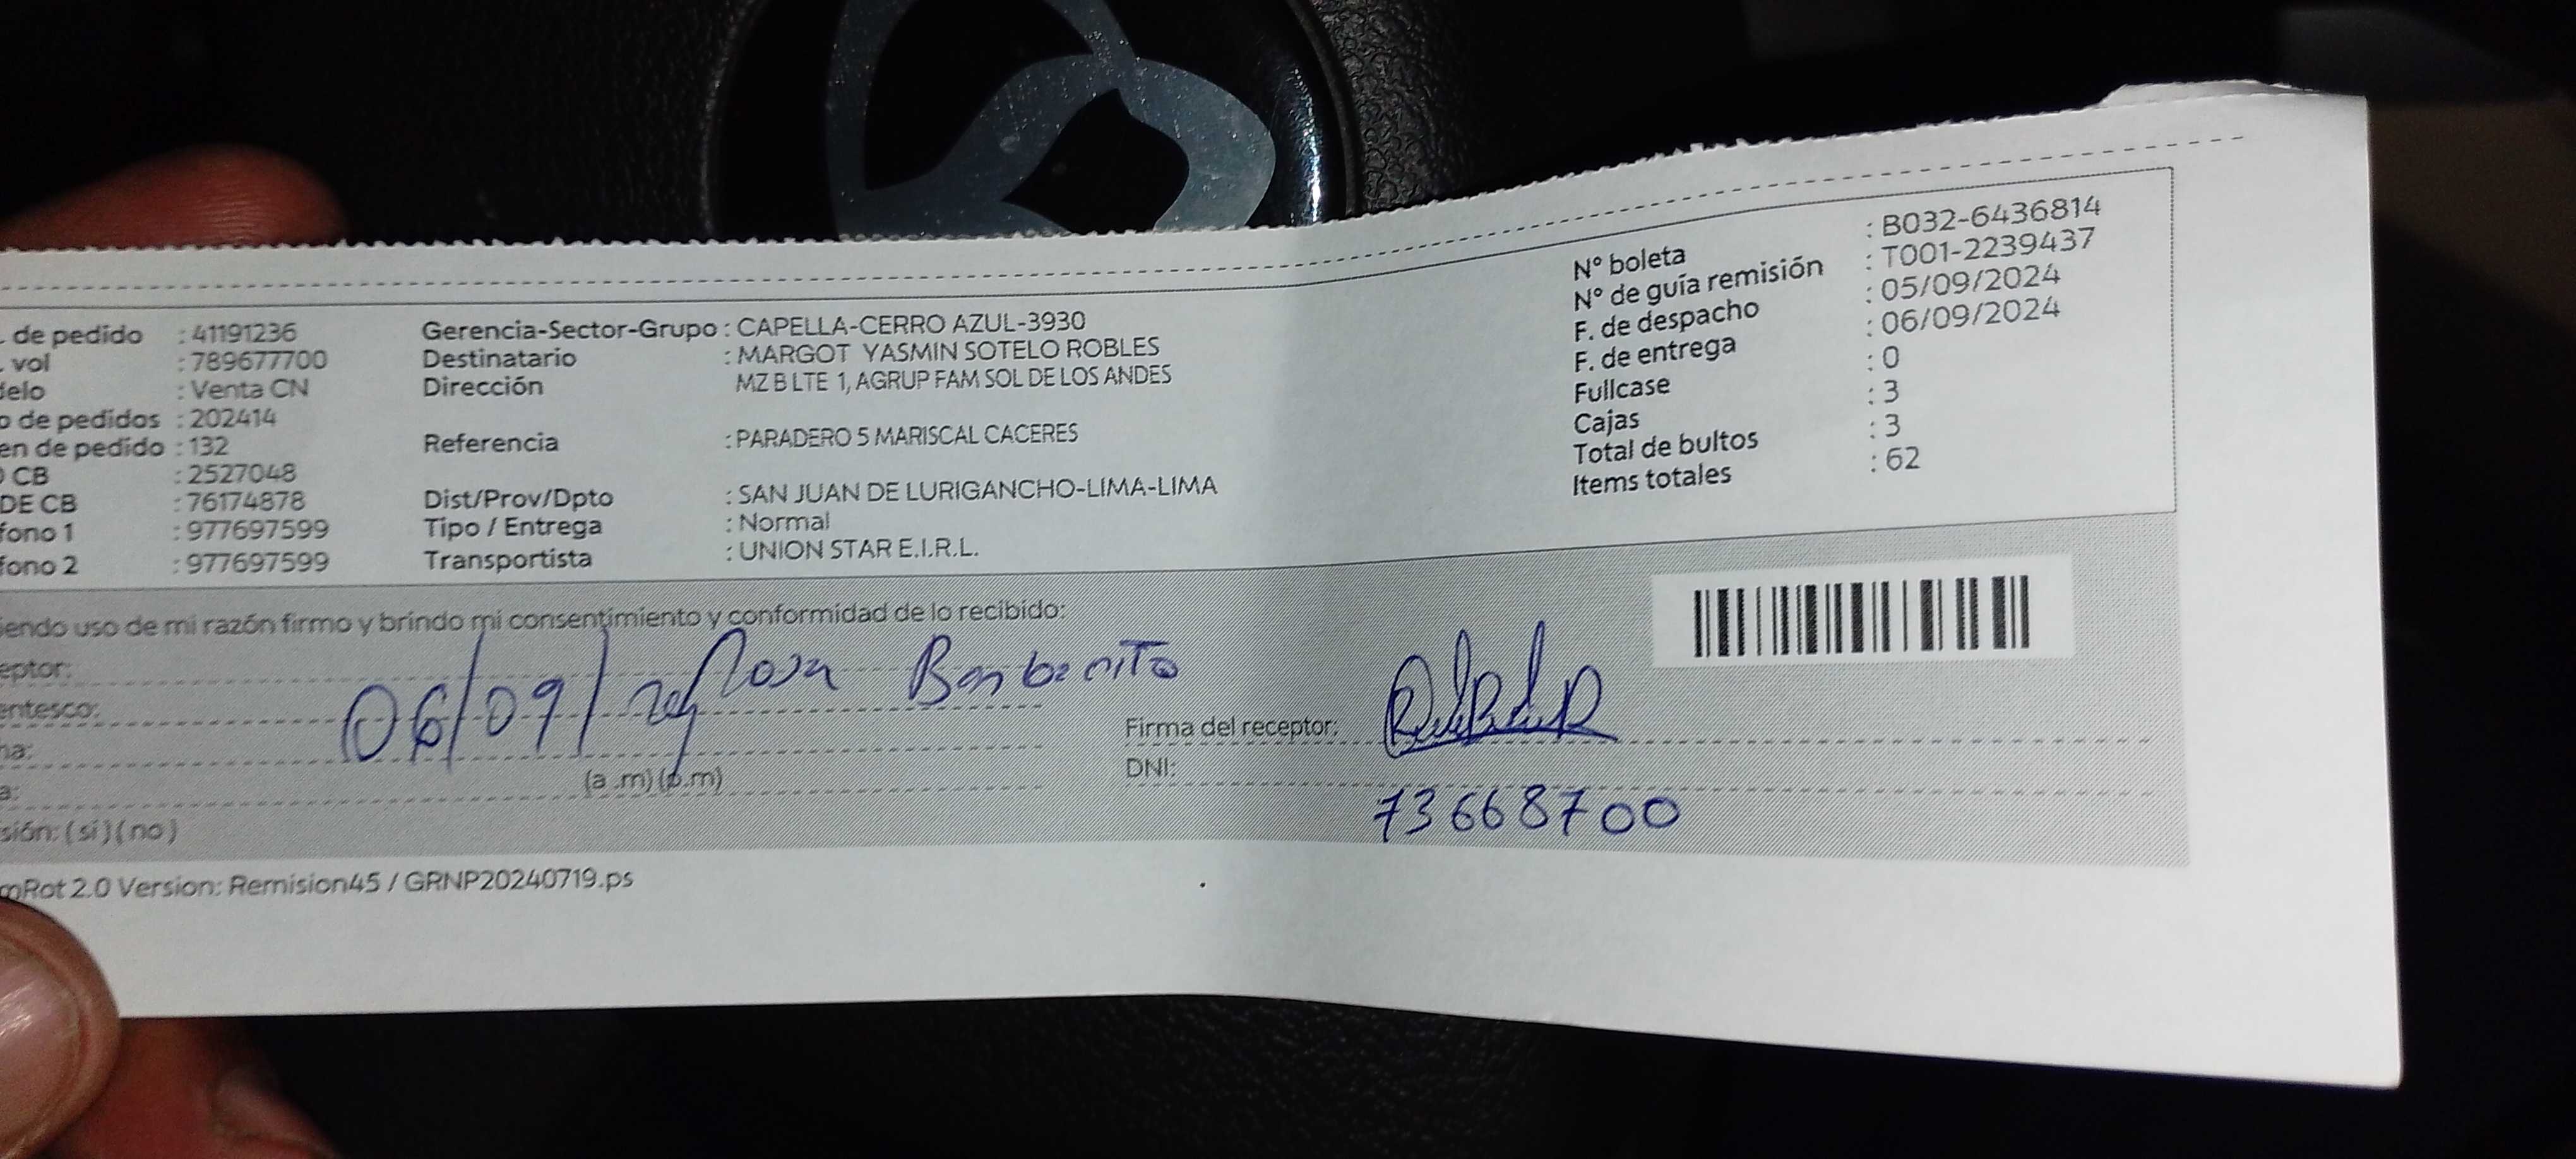 . de pedido : 41191236
. vol : 789677700
delo : Venta CN
o de pedidos : 202414
en de pedido : 132
CB : 2527048
DE CB : 76174878
fono 1 : 977697599
fono 2 : 977697599
Gerencia-Sector-Grupo : CAPELLA-CERRO AZUL-3930
Destinatario : MARGOT YASMIN SOTELO ROBLES
Dirección MZ B LTE 1, AGRUP FAM SOL DE LOS ANDES
Referencia : PARADERO 5 MARISCAL CACERES
Dist/Prov/Dpto : SAN JUAN DE LURIGANCHO-LIMA-LIMA
Tipo / Entrega : Normal
Transportista : UNION STAR E.I.R.L.
N° boleta : B032-6436814
N° de guía remisión : T001-2239437
F. de despacho : 05/09/2024
F. de entrega : 06/09/2024
Fullcase : 0
Cajas : 3
Total de bultos : 3
Items totales : 62
iendo uso de mi razón firmo y brindo mi consentimiento y conformidad de lo recibido:
eptor:
entesco:
na:
a:
06/09/24
(a .m) (p.m)
sión: (si) (no)
Firma del receptor:
DNI:
73668700
mRot 2.0 Version: Remision45 / GRNP20240719.ps